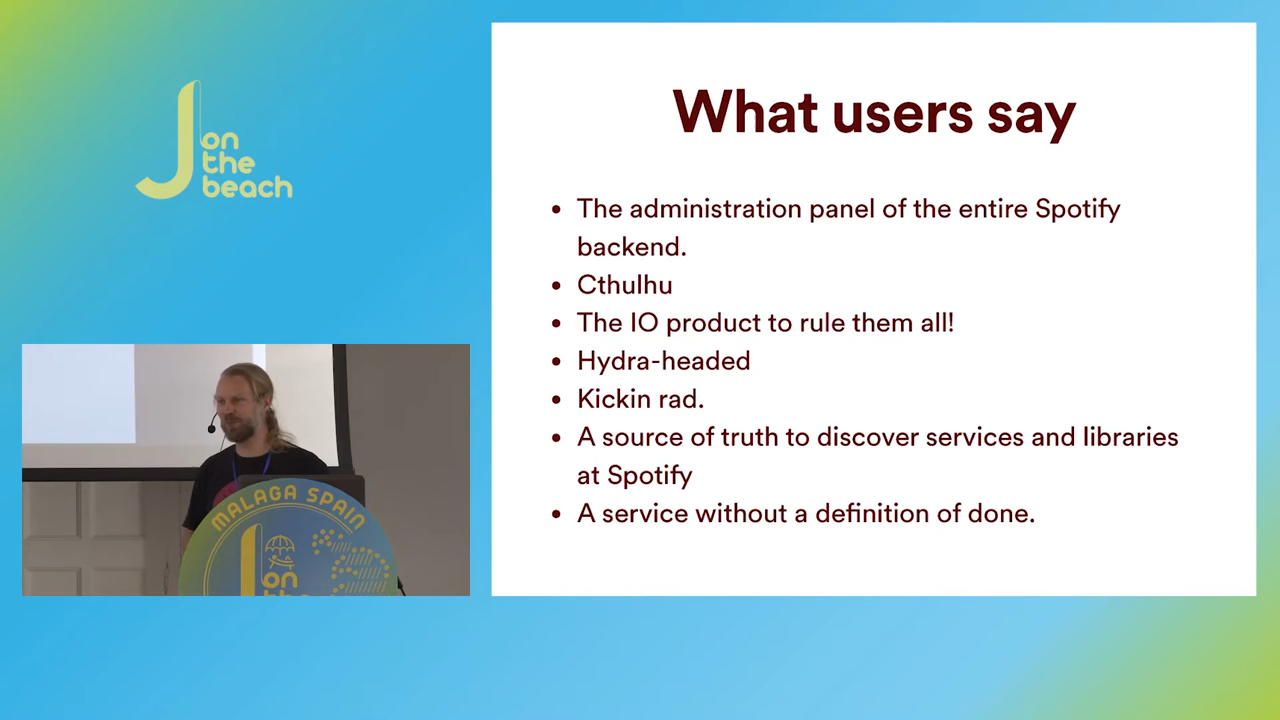 J on
the
beach
What users say
• The administration panel of the entire Spotify
backend.
• Cthulhu
• The IO product to rule them all!
• Hydra-headed
• Kickin rad.
• A source of truth to discover services and libraries
at Spotify
• A service without a definition of done.
MALAGA SPAIN
J on
the